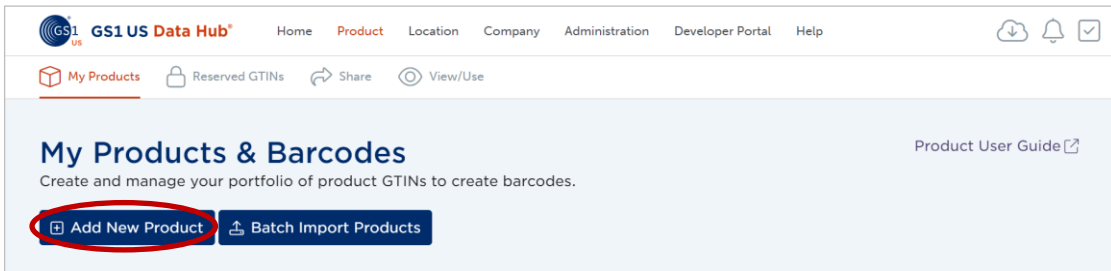 GS1 US GS1 US Data Hub® Home Product Location Company Administration Developer Portal Help
My Products Reserved GTINs Share View/Use
My Products & Barcodes
Product User Guide
Create and manage your portfolio of product GTINs to create barcodes.
Add New Product Batch Import Products